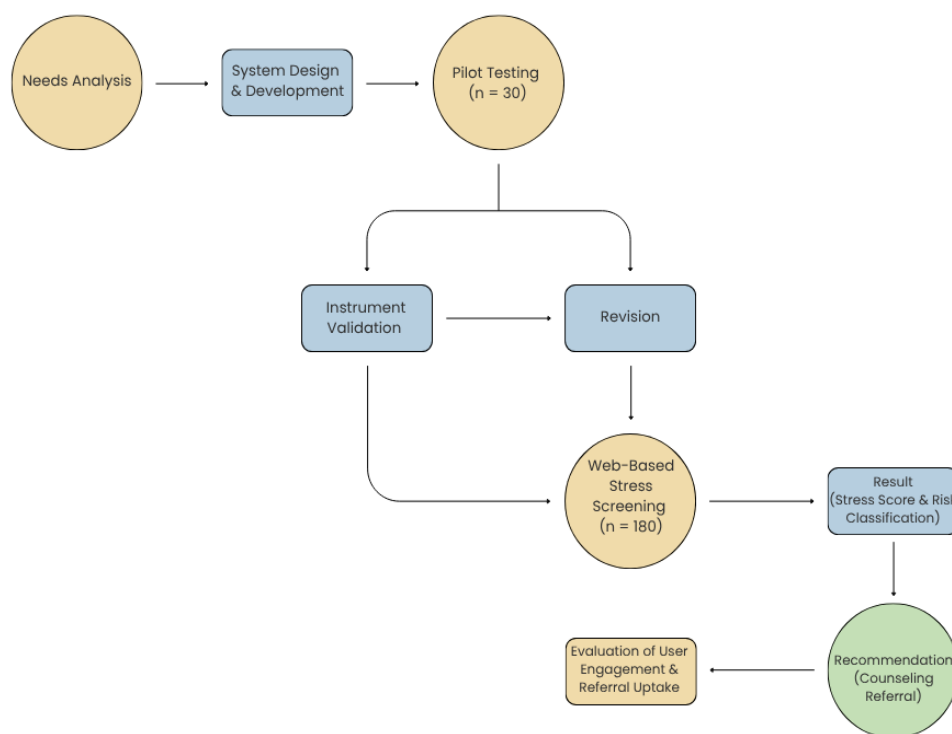 Needs Analysis
System Design
& Development
Pilot Testing
(n = 30)
Instrument
Validation
Revision
Web-Based
Stress
Screening
(n = 180)
Result
(Stress Score & Risk
Classification)
Recommendation
(Counseling
Referral)
Evaluation of User
Engagement &
Referral Uptake